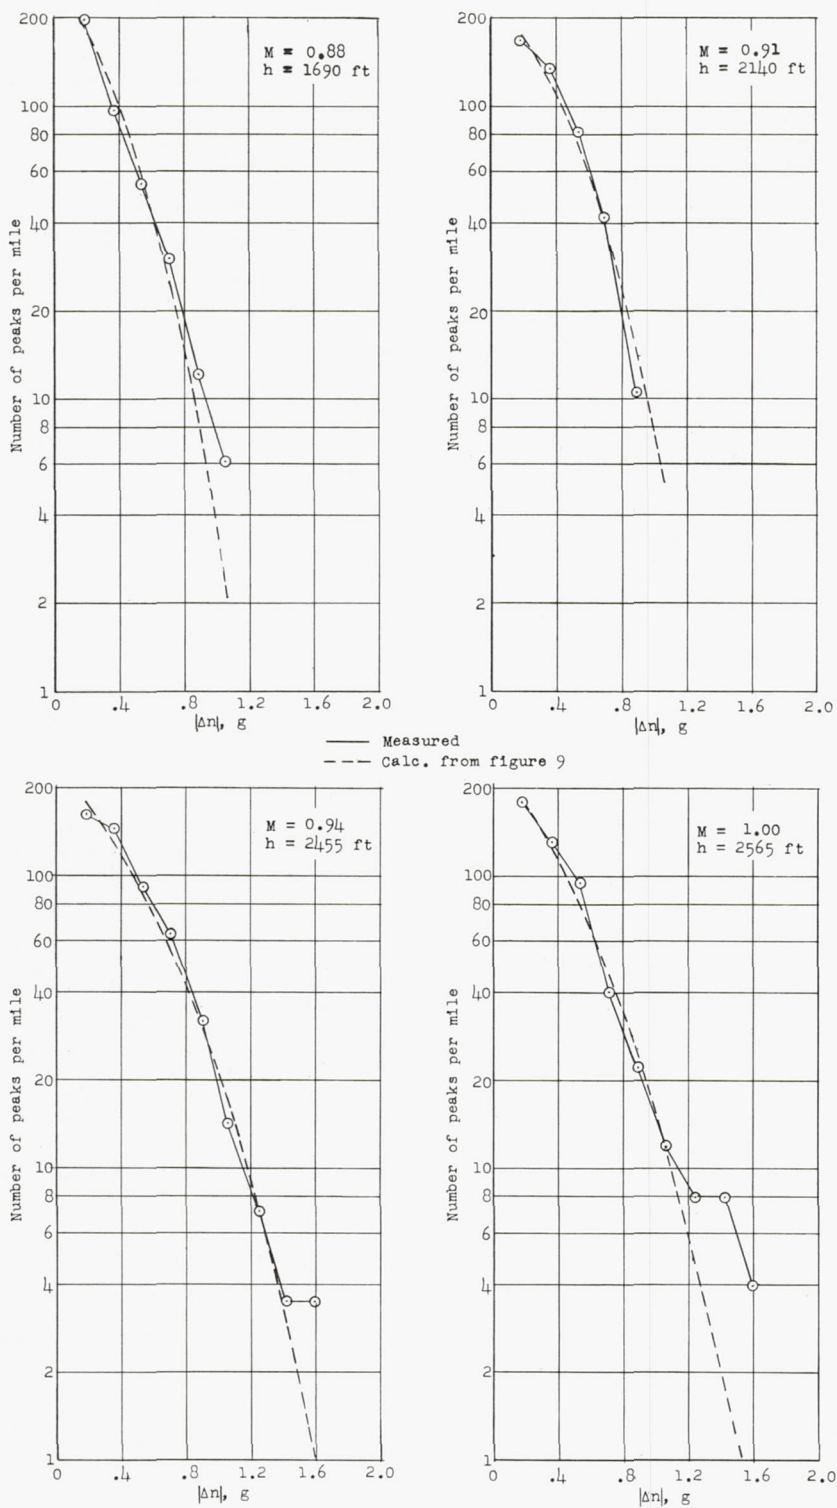 200
100
80
60
40
20
10
8
6
4
2
1
Number of peaks per mile
M = 0.88
h = 1690 ft
0 .4 .8 1.2 1.6 2.0
|Δn|, g
200
100
80
60
40
20
10
8
6
4
2
1
Number of peaks per mile
M = 0.91
h = 2140 ft
0 .4 .8 1.2 1.6 2.0
|Δn|, g
Measured
Calc. from figure 9
200
100
80
60
40
20
10
8
6
4
2
1
Number of peaks per mile
M = 0.94
h = 2455 ft
0 .4 .8 1.2 1.6 2.0
|Δn|, g
200
100
80
60
40
20
10
8
6
4
2
1
Number of peaks per mile
M = 1.00
h = 2565 ft
0 .4 .8 1.2 1.6 2.0
|Δn|, g